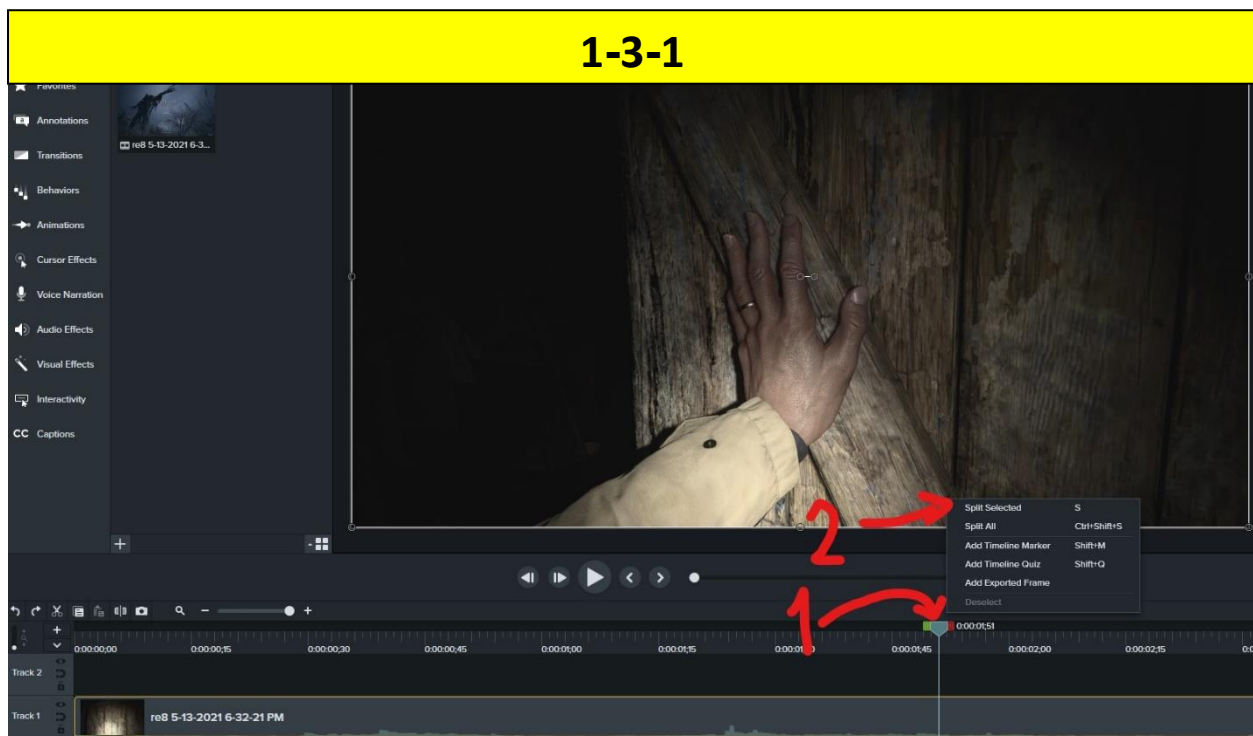 1-3-1
Favorites
Annotations
re8 5-13-2021 6-3...
Transitions
Behaviors
Animations
Cursor Effects
Voice Narration
Audio Effects
Visual Effects
Interactivity
CC Captions
2
Split Selected S
Split All Ctrl+Shift+S
Add Timeline Marker Shift+M
Add Timeline Quiz Shift+Q
Add Exported Frame
Deselect
1
0:00:01;51
0:00:00;00 0:00:00;15 0:00:00;30 0:00:00;45 0:00:01;00 0:00:01;15 0:00:01;45 0:00:02;00 0:00:02;15
Track 2
Track 1 re8 5-13-2021 6-32-21 PM